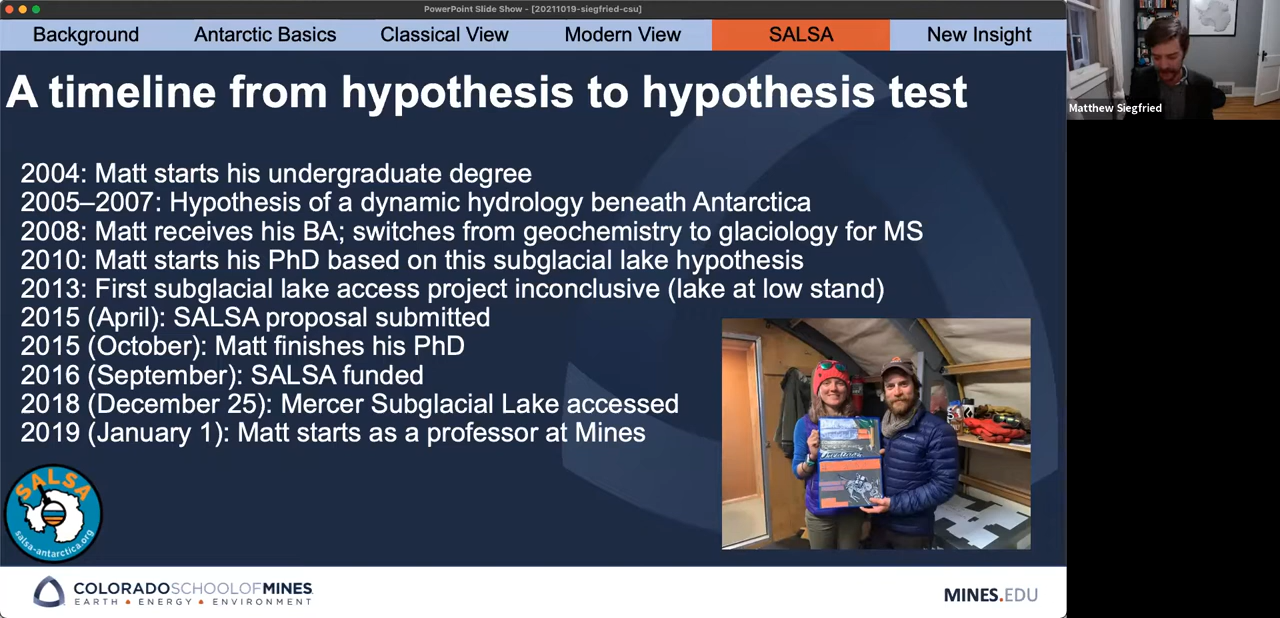 PowerPoint Slide Show - [20211019-siegfried-csu]
Background Antarctic Basics Classical View Modern View SALSA New Insight
A timeline from hypothesis to hypothesis test
Matthew Siegfried
2004: Matt starts his undergraduate degree
2005–2007: Hypothesis of a dynamic hydrology beneath Antarctica
2008: Matt receives his BA; switches from geochemistry to glaciology for MS
2010: Matt starts his PhD based on this subglacial lake hypothesis
2013: First subglacial lake access project inconclusive (lake at low stand)
2015 (April): SALSA proposal submitted
2015 (October): Matt finishes his PhD
2016 (September): SALSA funded
2018 (December 25): Mercer Subglacial Lake accessed
2019 (January 1): Matt starts as a professor at Mines
SALSA
salsa-antarctica.org
COLORADOSCHOOLOFMINES
EARTH • ENERGY • ENVIRONMENT
MINES.EDU